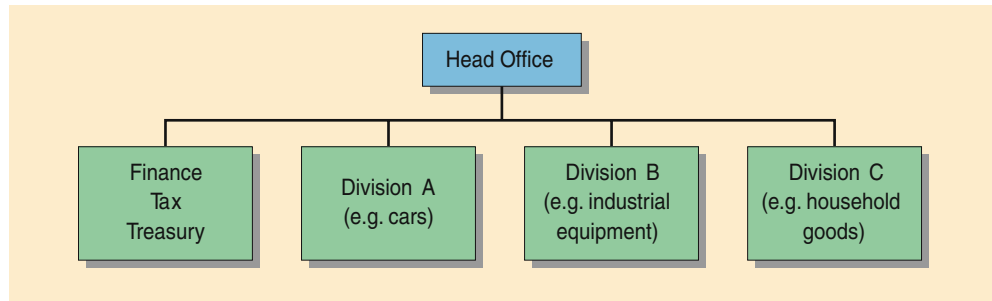 Head Office
Finance
Tax
Treasury
Division A
(e.g. cars)
Division B
(e.g. industrial
equipment)
Division C
(e.g. household
goods)